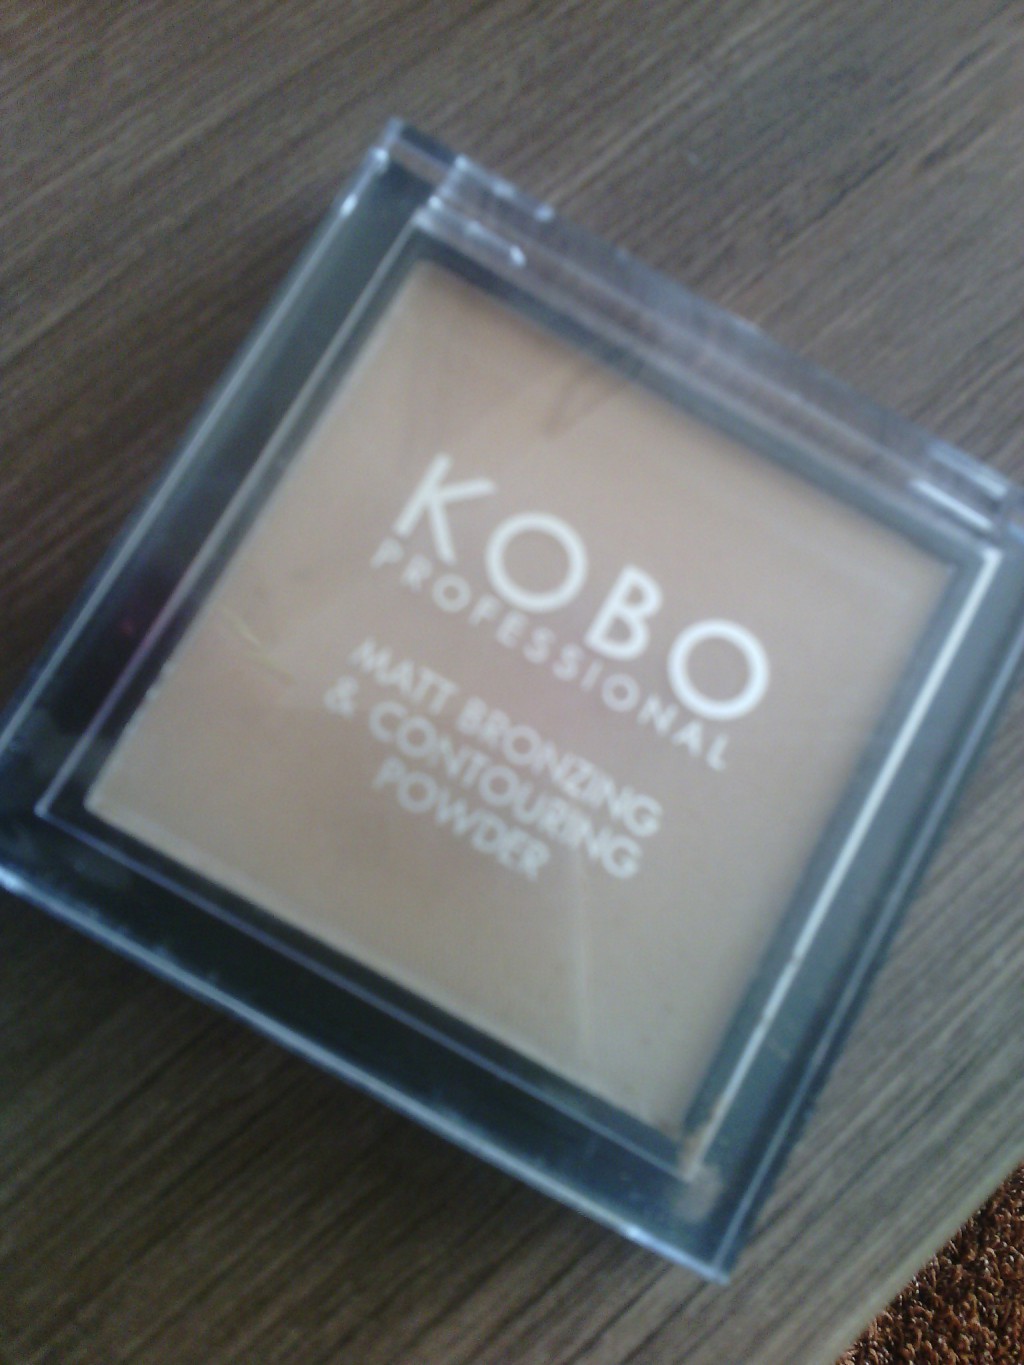 KOBO
PROFESSIONAL
MATT BRONZING
& CONTOURING
POWDER